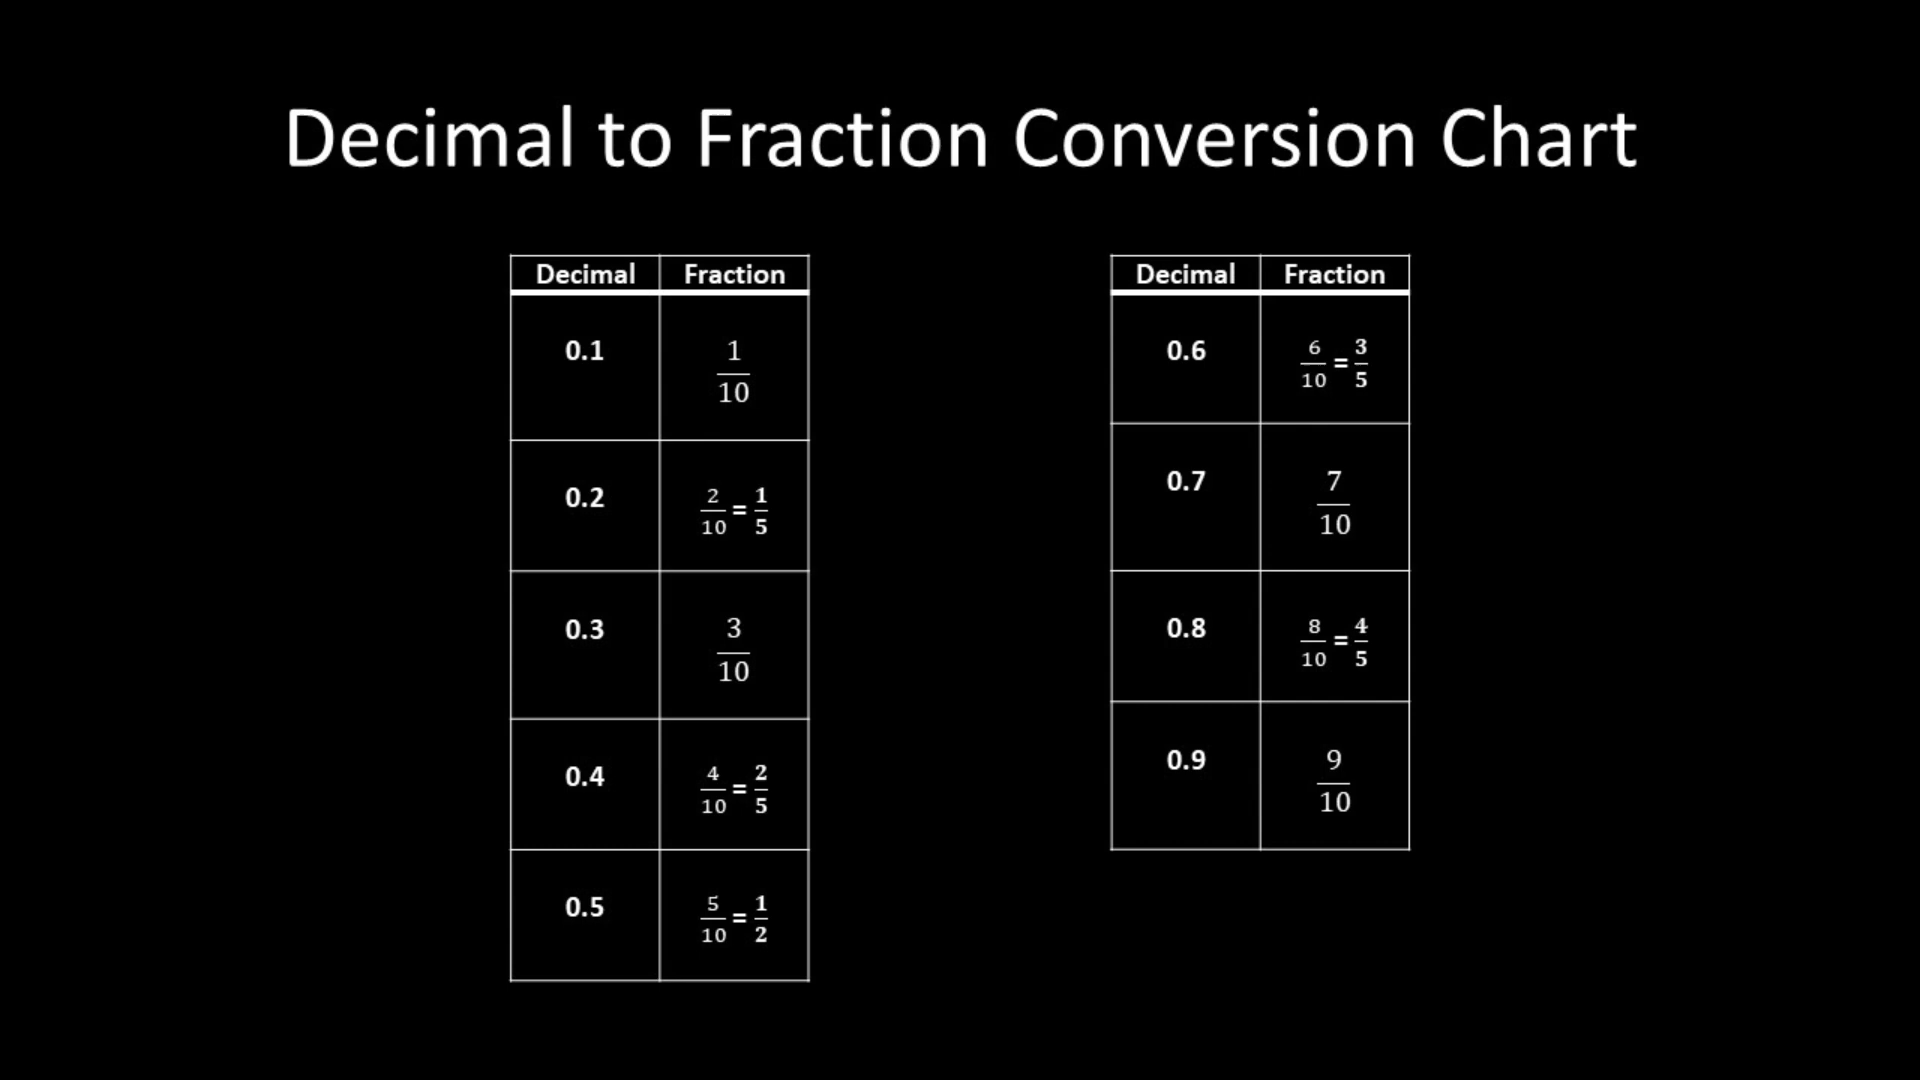 Decimal to Fraction Conversion Chart
Decimal Fraction
0.1 1/10
0.2 2/10 = 1/5
0.3 3/10
0.4 4/10 = 2/5
0.5 5/10 = 1/2
Decimal Fraction
0.6 6/10 = 3/5
0.7 7/10
0.8 8/10 = 4/5
0.9 9/10